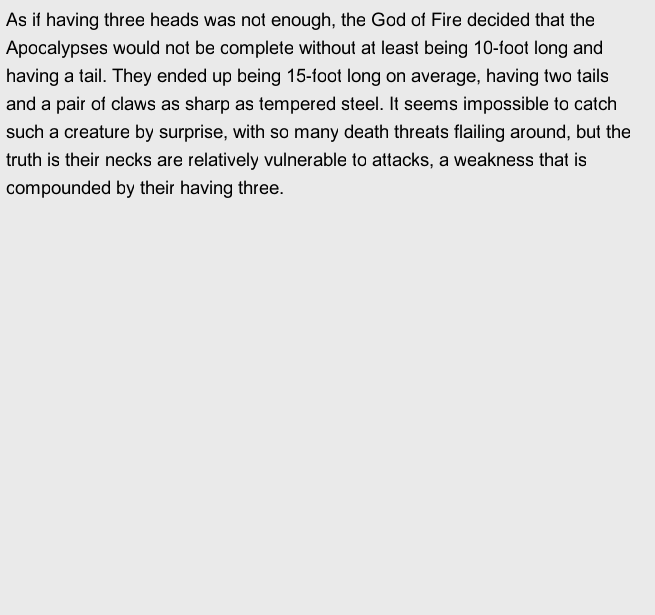 As if having three heads was not enough, the God of Fire decided that the
Apocalypses would not be complete without at least being 10-foot long and
having a tail. They ended up being 15-foot long on average, having two tails
and a pair of claws as sharp as tempered steel. It seems impossible to catch
such a creature by surprise, with so many death threats flailing around, but the
truth is their necks are relatively vulnerable to attacks, a weakness that is
compounded by their having three.